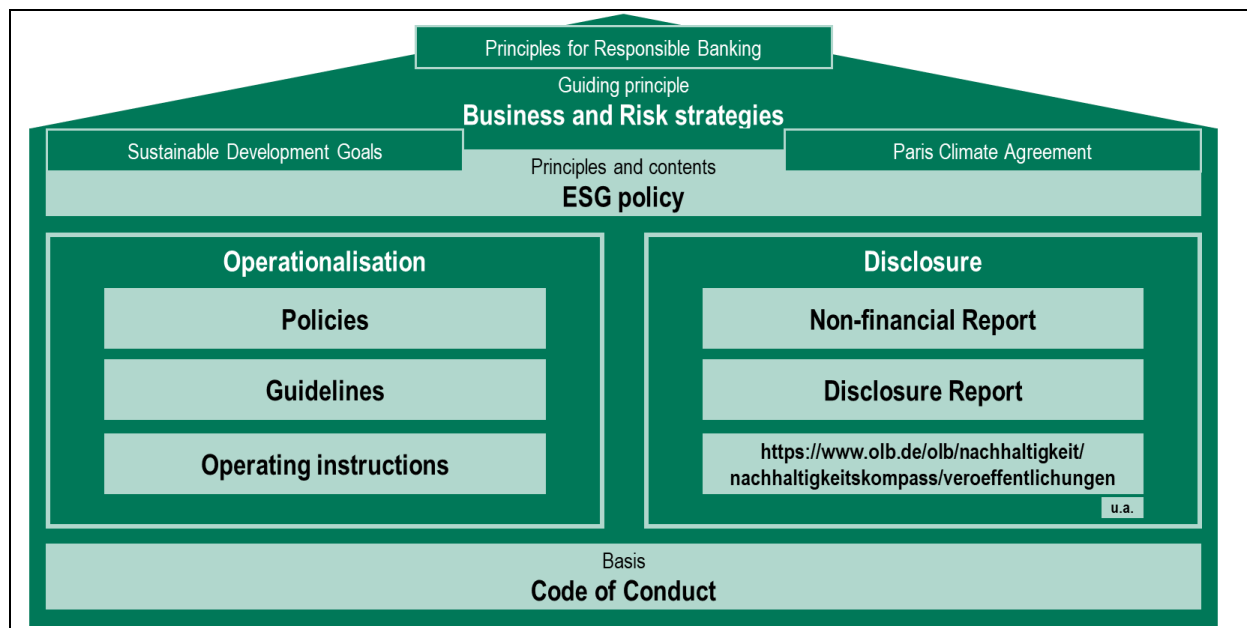 Principles for Responsible Banking
Guiding principle
Business and Risk strategies
Sustainable Development Goals
Paris Climate Agreement
Principles and contents
ESG policy
Operationalisation
Policies
Guidelines
Operating instructions
Disclosure
Non-financial Report
Disclosure Report
https://www.olb.de/olb/nachhaltigkeit/
nachhaltigkeitskompass/veroeffentlichungen
u.a.
Basis
Code of Conduct